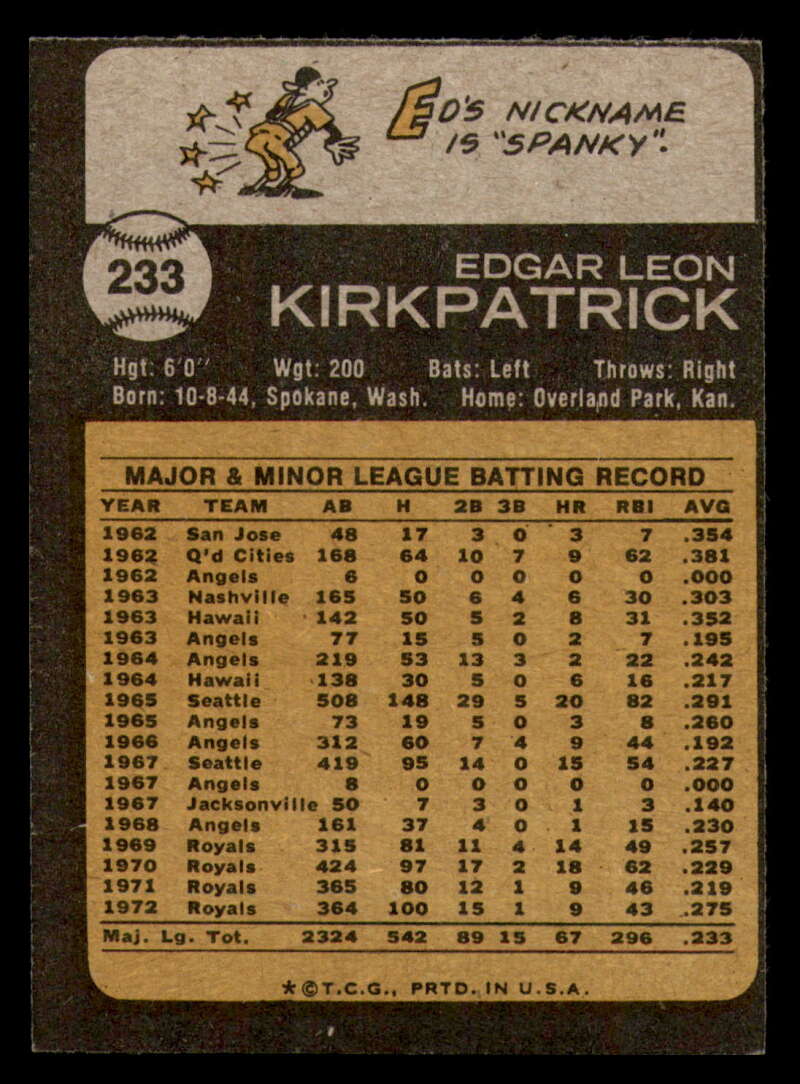 ED'S NICKNAME
IS "SPANKY".
233
EDGAR LEON
KIRKPATRICK
Hgt: 6'0" Wgt: 200 Bats: Left Throws: Right
Born: 10-8-44, Spokane, Wash. Home: Overland Park, Kan.
MAJOR & MINOR LEAGUE BATTING RECORD
YEAR TEAM AB H 2B 3B HR RBI AVG
1962 San Jose 48 17 3 0 3 7 .354
1962 Q'd Cities 168 64 10 7 9 62 .381
1962 Angels 6 0 0 0 0 0 .000
1963 Nashville 165 50 6 4 6 30 .303
1963 Hawaii 142 50 5 2 8 31 .352
1963 Angels 77 15 5 0 2 7 .195
1964 Angels 219 53 13 3 2 22 .242
1964 Hawaii 138 30 5 0 6 16 .217
1965 Seattle 508 148 29 5 20 82 .291
1965 Angels 73 19 5 0 3 8 .260
1966 Angels 312 60 7 4 9 44 .192
1967 Seattle 419 95 14 0 15 54 .227
1967 Angels 8 0 0 0 0 0 .000
1967 Jacksonville 50 7 3 0 1 3 .140
1968 Angels 161 37 4 0 1 15 .230
1969 Royals 315 81 11 4 14 49 .257
1970 Royals 424 97 17 2 18 62 .229
1971 Royals 365 80 12 1 9 46 .219
1972 Royals 364 100 15 1 9 43 .275
Maj. Lg. Tot. 2324 542 89 15 67 296 .233
*©T.C.G., PRTD. IN U.S.A.